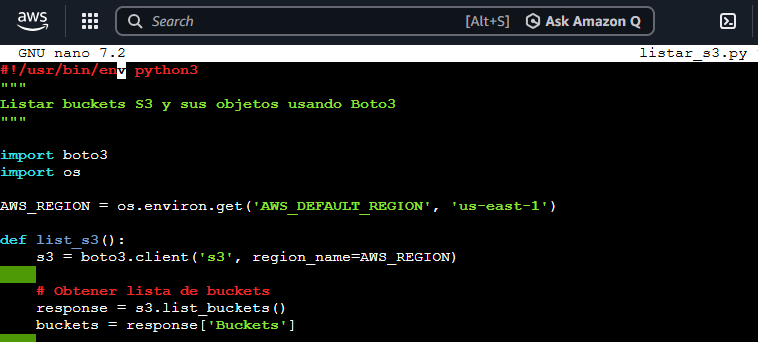 aws Search [Alt+S] Ask Amazon Q
GNU nano 7.2 listar_s3.py
#!/usr/bin/env python3
"""
Listar buckets S3 y sus objetos usando Boto3
"""
import boto3
import os
AWS_REGION = os.environ.get('AWS_DEFAULT_REGION', 'us-east-1')
def list_s3():
    s3 = boto3.client('s3', region_name=AWS_REGION)
    # Obtener lista de buckets
    response = s3.list_buckets()
    buckets = response['Buckets']